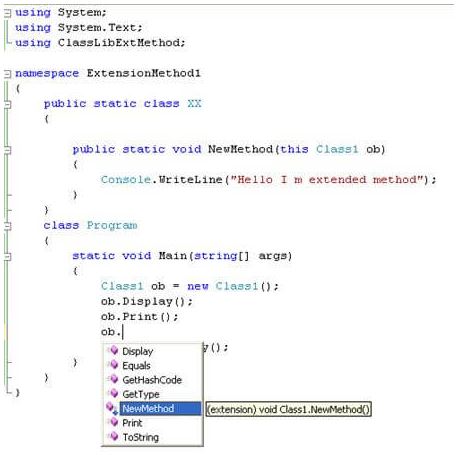 using System;
using System.Text;
using ClassLibExtMethod;
namespace ExtensionMethod1
{
public static class XX
{
public static void NewMethod(this Class1 ob)
{
Console.WriteLine("Hello I m extended method");
}
}
class Program
{
static void Main(string[] args)
{
Class1 ob = new Class1();
ob.Display();
ob.Print();
ob.
y();
Display
}
Equals
}
GetHashCode
}
GetType
NewMethod (extension) void Class1.NewMethod()
Print
ToString